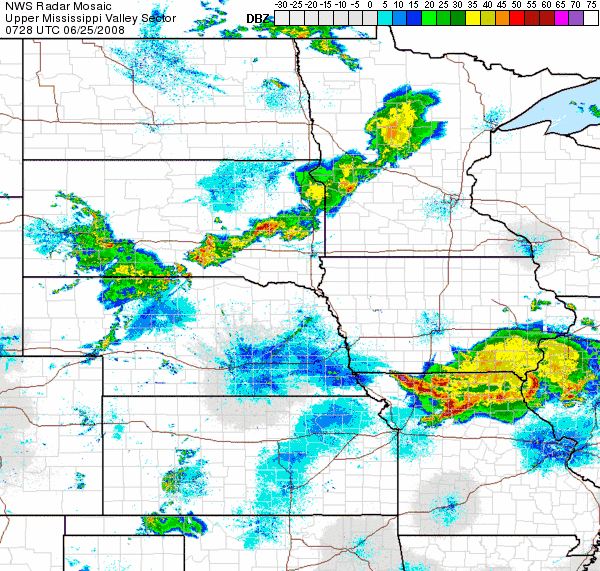 NWS Radar Mosaic
Upper Mississippi Valley Sector
0728 UTC 06/25/2008
DBZ -30 -25 -20 -15 -10 -5 0 5 10 15 20 25 30 35 40 45 50 55 60 65 70 75